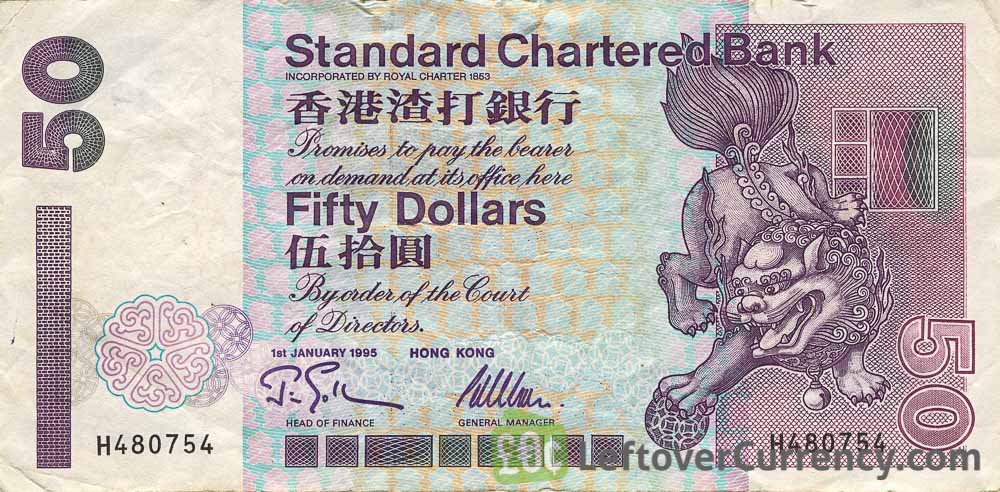 50
Standard Chartered Bank
INCORPORATED BY ROYAL CHARTER 1853
香港渣打銀行
Promises to pay the bearer
on demand at its office here
Fifty Dollars
伍拾圓
By order of the Court
of Directors.
1st JANUARY 1995 HONG KONG
HEAD OF FINANCE GENERAL MANAGER
H480754
H480754
50
£$€
LeftoverCurrency.com